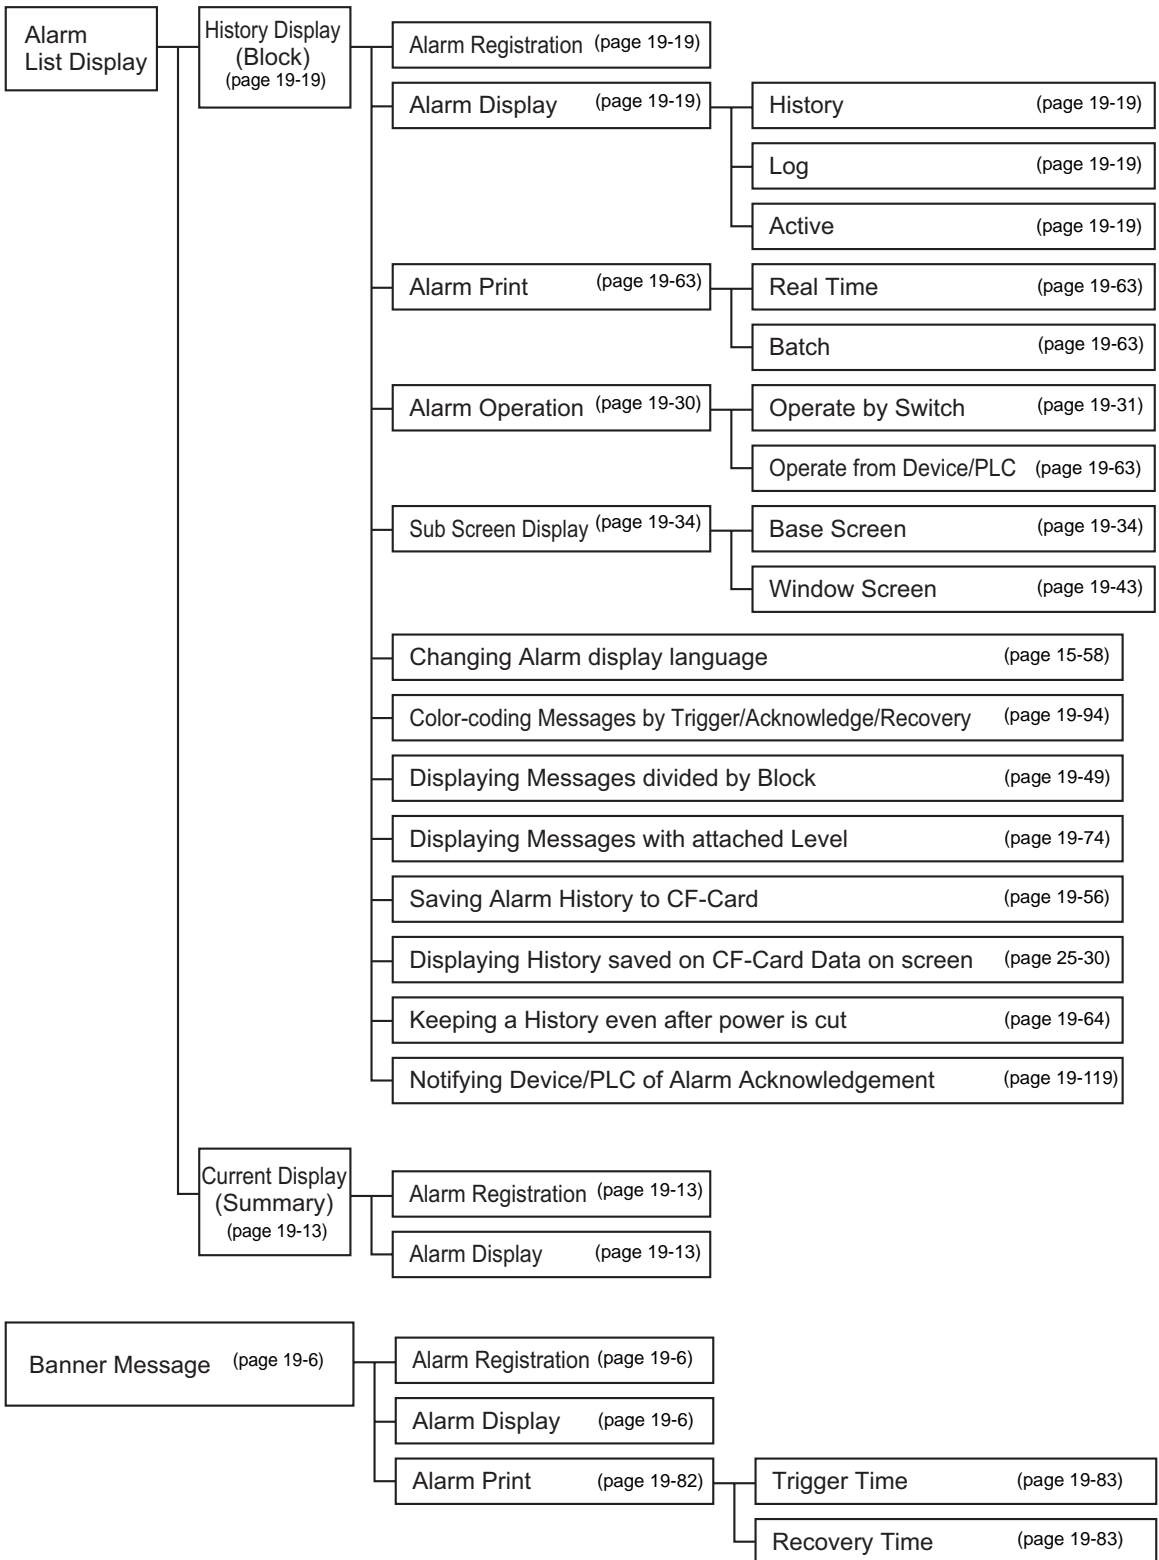 Alarm
List Display
History Display
(Block)
(page 19-19)
Alarm Registration (page 19-19)
Alarm Display (page 19-19)
History (page 19-19)
Log (page 19-19)
Active (page 19-19)
Alarm Print (page 19-63)
Real Time (page 19-63)
Batch (page 19-63)
Alarm Operation (page 19-30)
Operate by Switch (page 19-31)
Operate from Device/PLC (page 19-63)
Sub Screen Display (page 19-34)
Base Screen (page 19-34)
Window Screen (page 19-43)
Changing Alarm display language (page 15-58)
Color-coding Messages by Trigger/Acknowledge/Recovery (page 19-94)
Displaying Messages divided by Block (page 19-49)
Displaying Messages with attached Level (page 19-74)
Saving Alarm History to CF-Card (page 19-56)
Displaying History saved on CF-Card Data on screen (page 25-30)
Keeping a History even after power is cut (page 19-64)
Notifying Device/PLC of Alarm Acknowledgement (page 19-119)
Current Display
(Summary)
(page 19-13)
Alarm Registration (page 19-13)
Alarm Display (page 19-13)
Banner Message (page 19-6)
Alarm Registration (page 19-6)
Alarm Display (page 19-6)
Alarm Print (page 19-82)
Trigger Time (page 19-83)
Recovery Time (page 19-83)